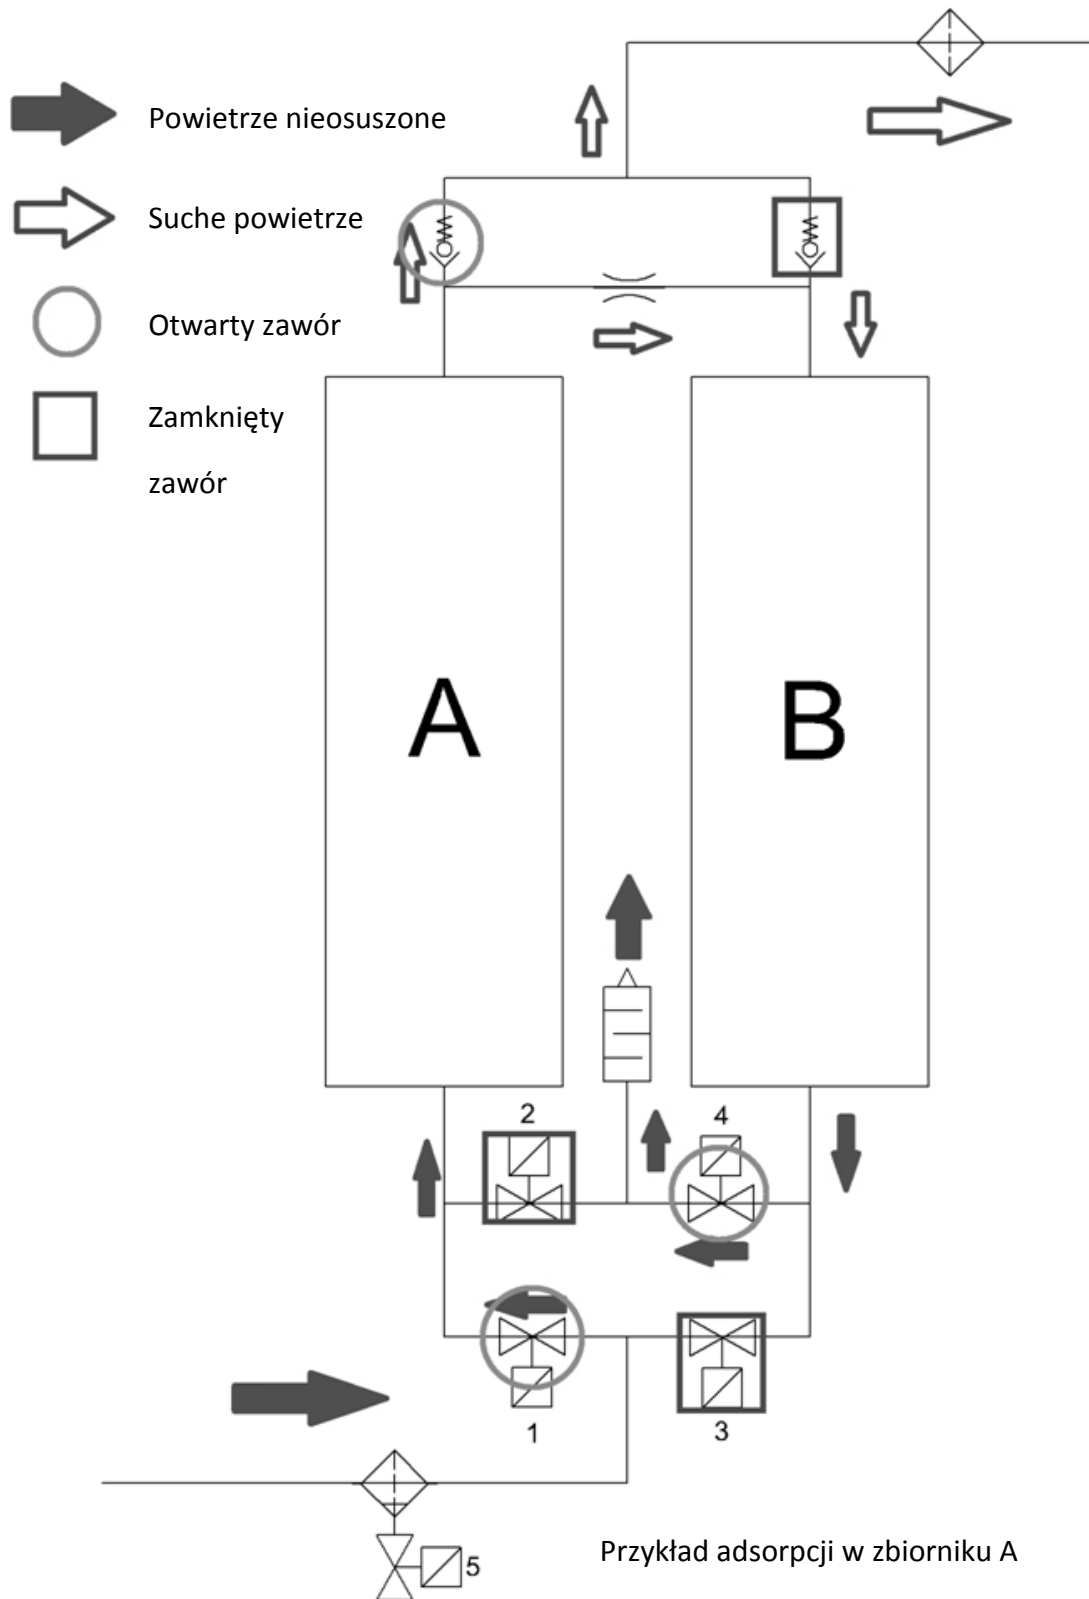 Powietrze nieosuszone
Suche powietrze
Otwarty zawór
Zamknięty
zawór
A
B
2
4
1
3
5
Przykład adsorpcji w zbiorniku A